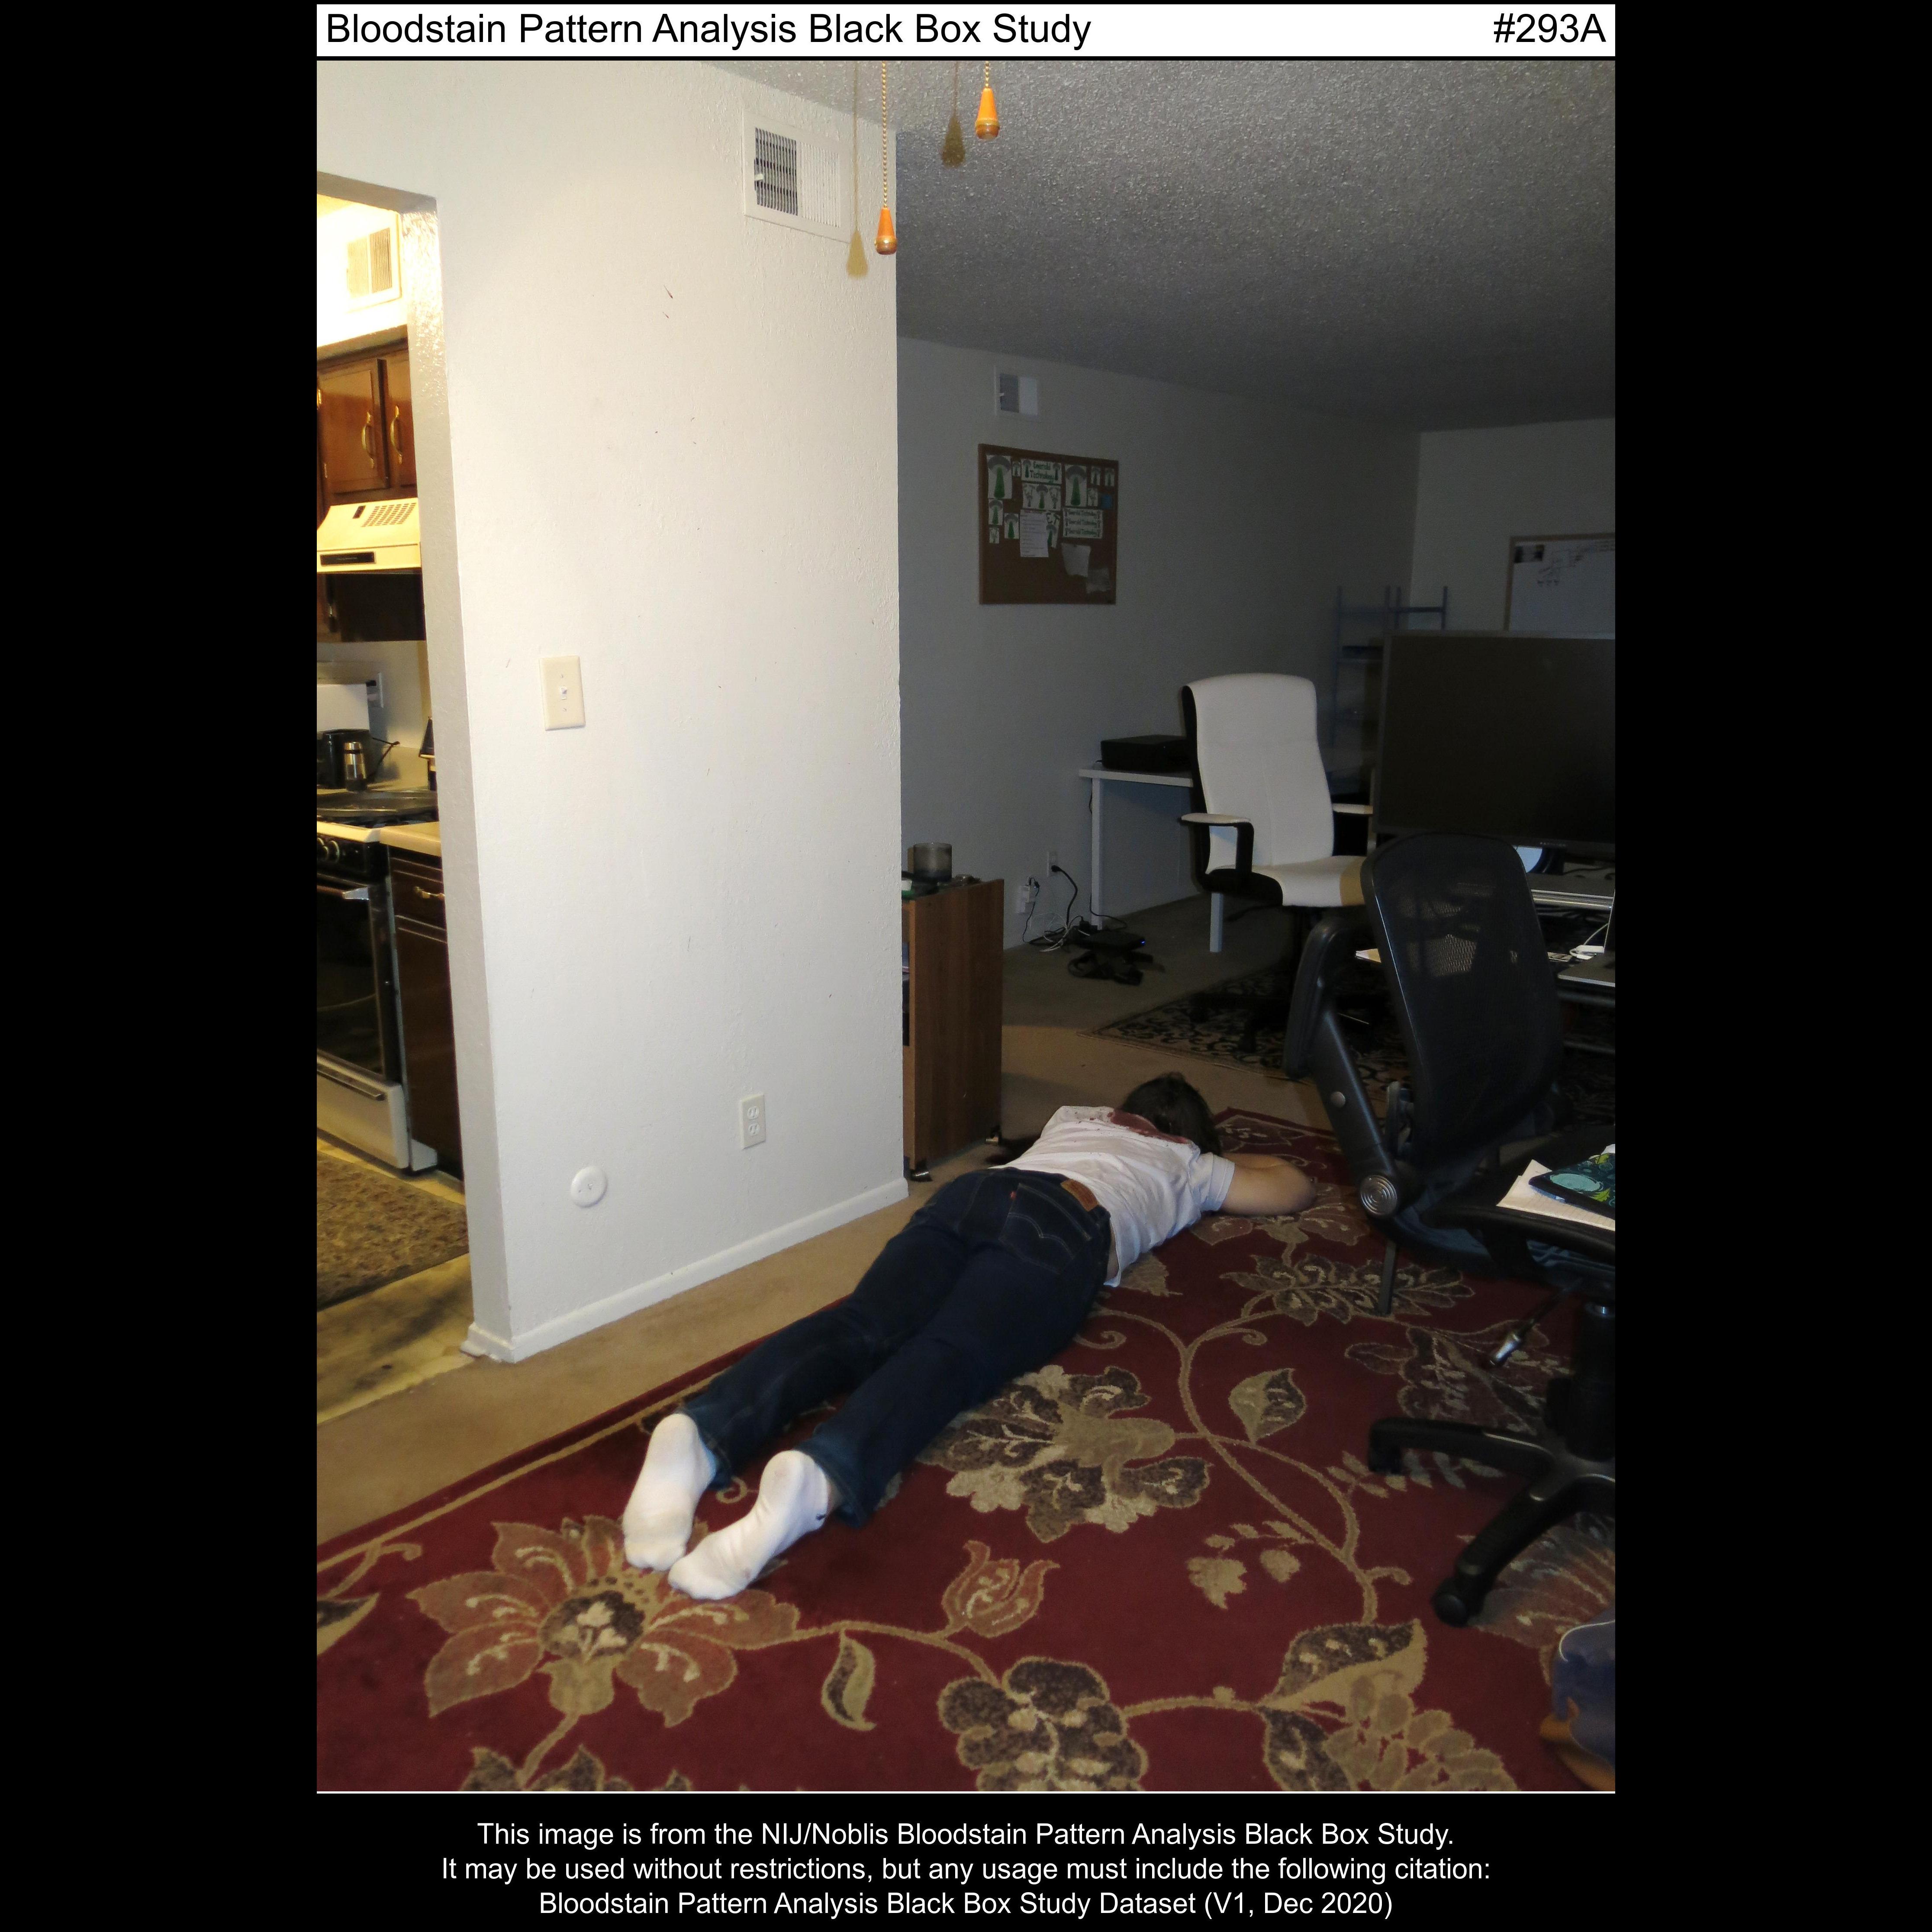 Bloodstain Pattern Analysis Black Box Study #293A
This image is from the NIJ/Noblis Bloodstain Pattern Analysis Black Box Study.
It may be used without restrictions, but any usage must include the following citation:
Bloodstain Pattern Analysis Black Box Study Dataset (V1, Dec 2020)